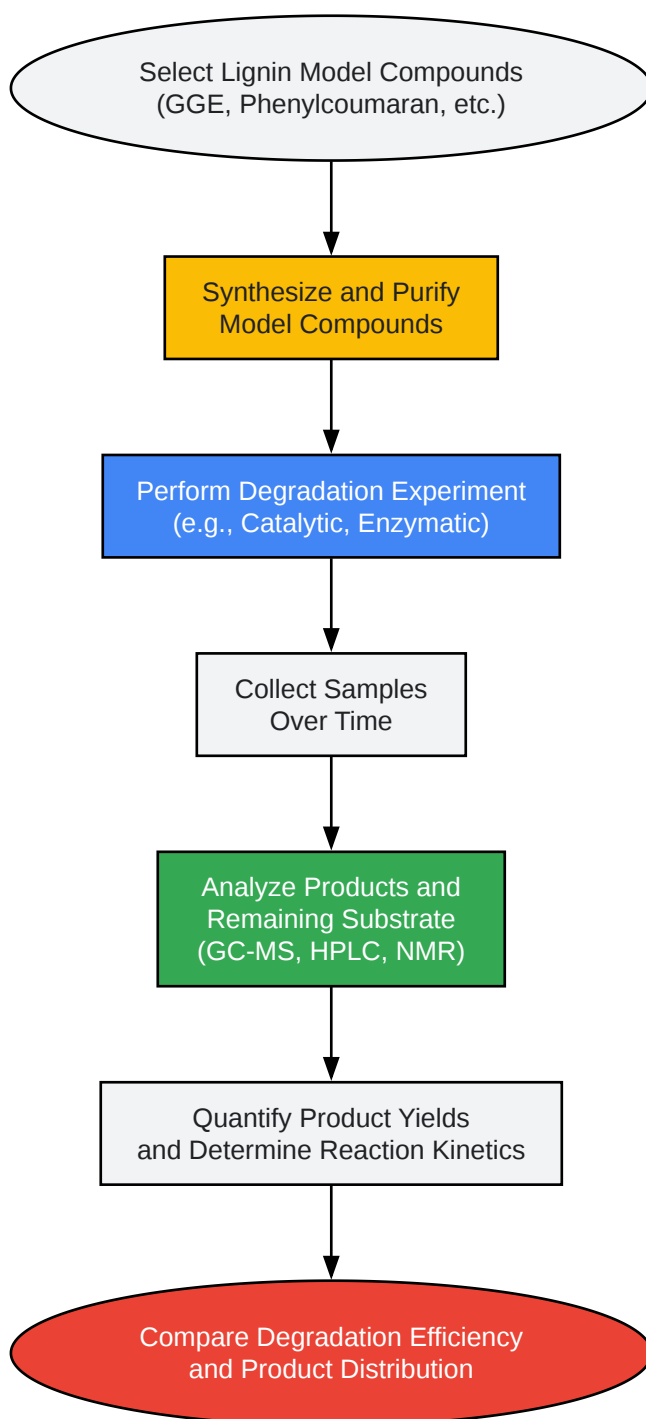 Select Lignin Model Compounds
(GGE, Phenylcoumaran, etc.)
Synthesize and Purify
Model Compounds
Perform Degradation Experiment
(e.g., Catalytic, Enzymatic)
Collect Samples
Over Time
Analyze Products and
Remaining Substrate
(GC-MS, HPLC, NMR)
Quantify Product Yields
and Determine Reaction Kinetics
Compare Degradation Efficiency
and Product Distribution